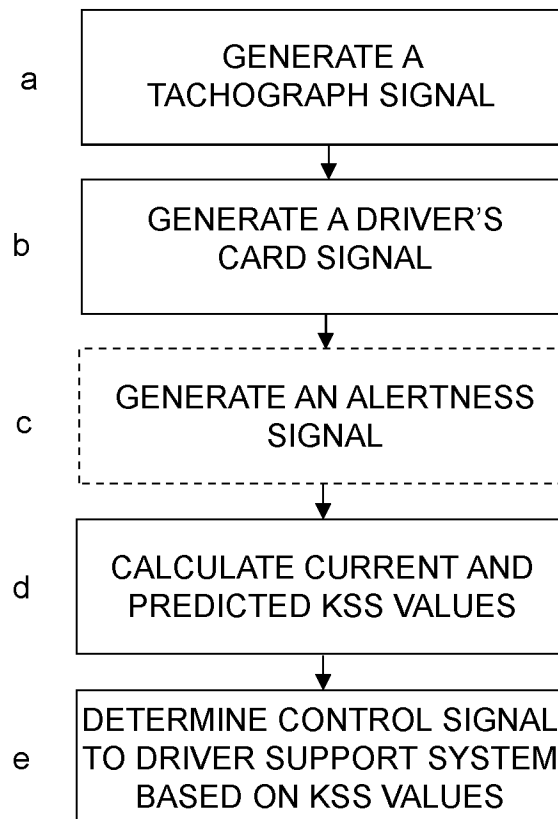 a
GENERATE A
TACHOGRAPH SIGNAL
b
GENERATE A DRIVER'S
CARD SIGNAL
c
GENERATE AN ALERTNESS
SIGNAL
d
CALCULATE CURRENT AND
PREDICTED KSS VALUES
e
DETERMINE CONTROL SIGNAL
TO DRIVER SUPPORT SYSTEM
BASED ON KSS VALUES